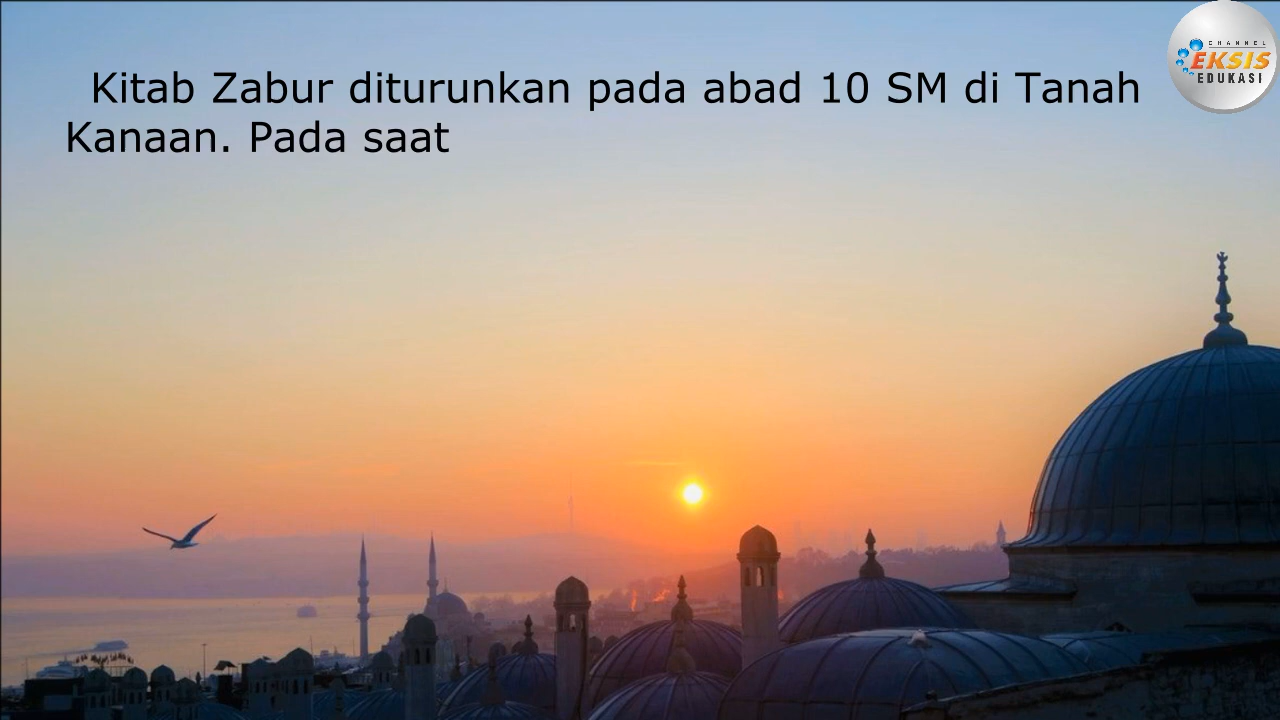 Kitab Zabur diturunkan pada abad 10 SM di Tanah
Kanaan. Pada saat
CHANNEL
EKSIS
EDUKASI